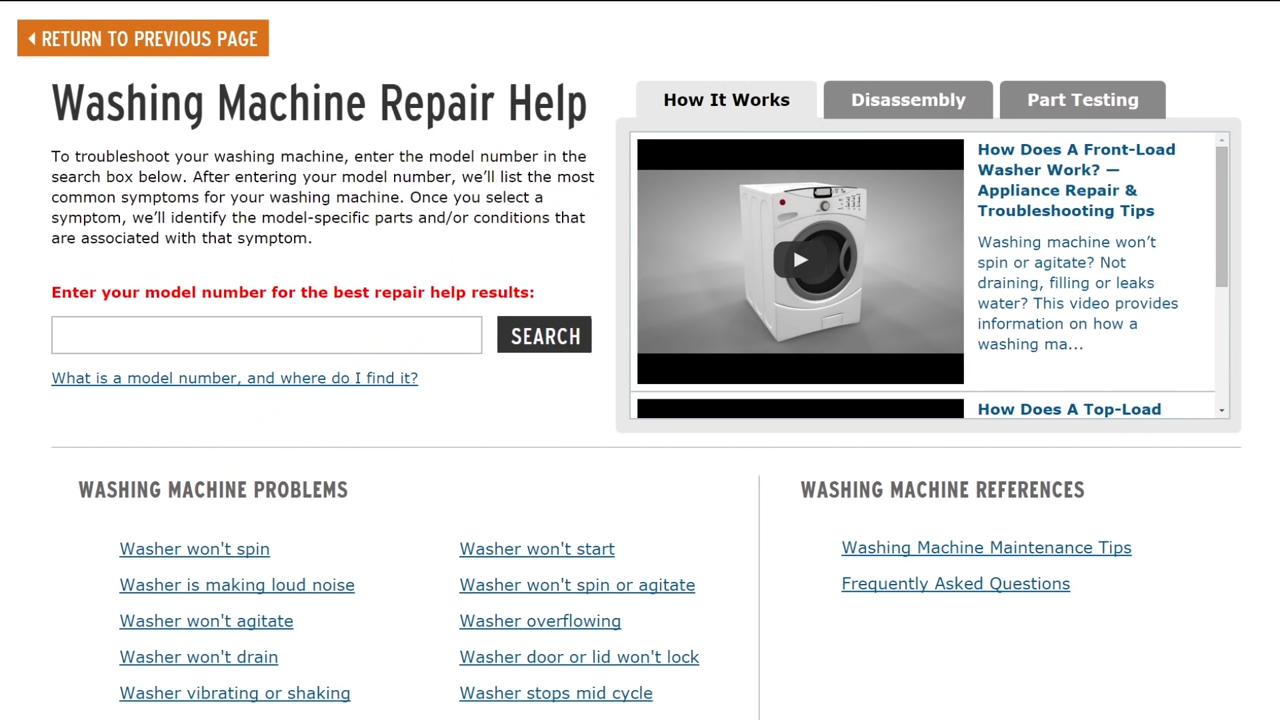 RETURN TO PREVIOUS PAGE
Washing Machine Repair Help
To troubleshoot your washing machine, enter the model number in the
search box below. After entering your model number, we’ll list the most
common symptoms for your washing machine. Once you select a
symptom, we’ll identify the model-specific parts and/or conditions that
are associated with that symptom.
Enter your model number for the best repair help results:
SEARCH
What is a model number, and where do I find it?
How It Works
Disassembly
Part Testing
How Does A Front-Load
Washer Work? —
Appliance Repair &
Troubleshooting Tips
Washing machine won’t
spin or agitate? Not
draining, filling or leaks
water? This video provides
information on how a
washing ma...
How Does A Top-Load
WASHING MACHINE PROBLEMS
Washer won't spin
Washer is making loud noise
Washer won't agitate
Washer won't drain
Washer vibrating or shaking
Washer won't start
Washer won't spin or agitate
Washer overflowing
Washer door or lid won't lock
Washer stops mid cycle
WASHING MACHINE REFERENCES
Washing Machine Maintenance Tips
Frequently Asked Questions